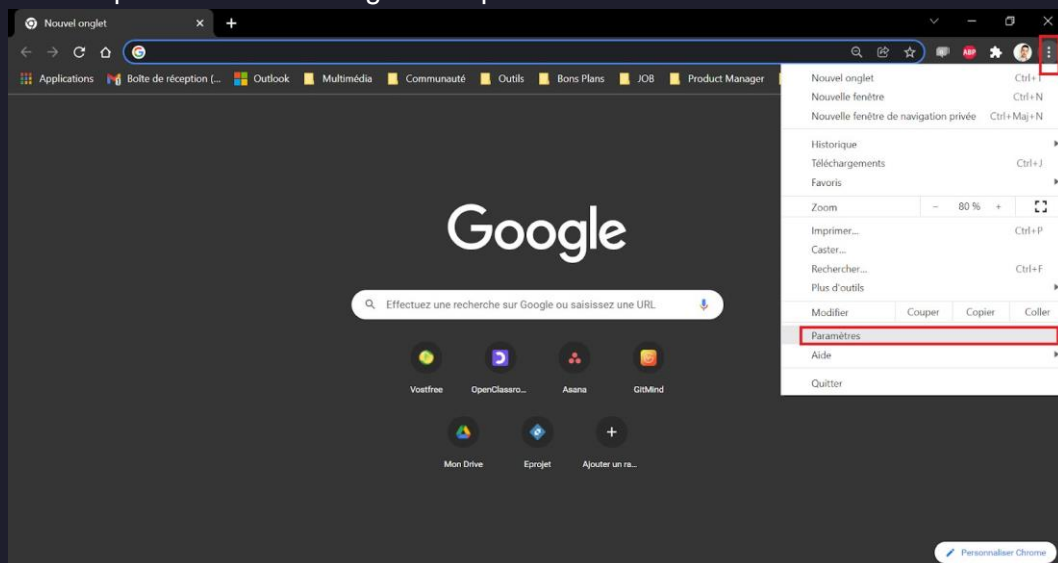 Nouvel onglet
Applications Boîte de réception (... Outlook Multimédia Communauté Outils Bons Plans JOB Product Manager
Nouvel onglet Ctrl+T
Nouvelle fenêtre Ctrl+N
Nouvelle fenêtre de navigation privée Ctrl+Maj+N
Historique
Téléchargements Ctrl+J
Favoris
Zoom - 80 % +
Imprimer... Ctrl+P
Caster...
Rechercher... Ctrl+F
Plus d'outils
Modifier Couper Copier Coller
Paramètres
Aide
Quitter
Google
Effectuez une recherche sur Google ou saisissez une URL
Vostfree OpenClassro... Asana GitMind
Mon Drive Eprojet Ajouter un ra...
Personnaliser Chrome
ABP